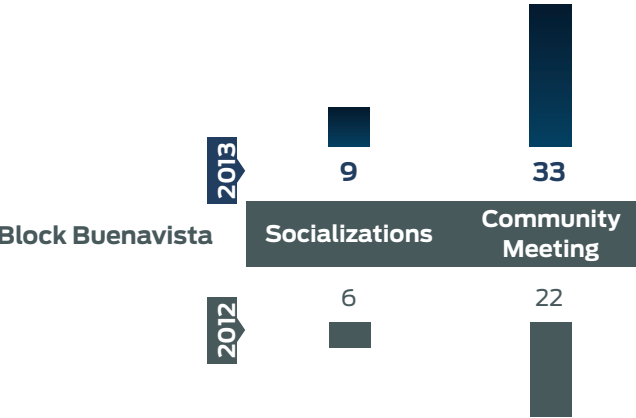 2013
9
33
Block Buenavista
Socializations
Community
Meeting
2012
6
22